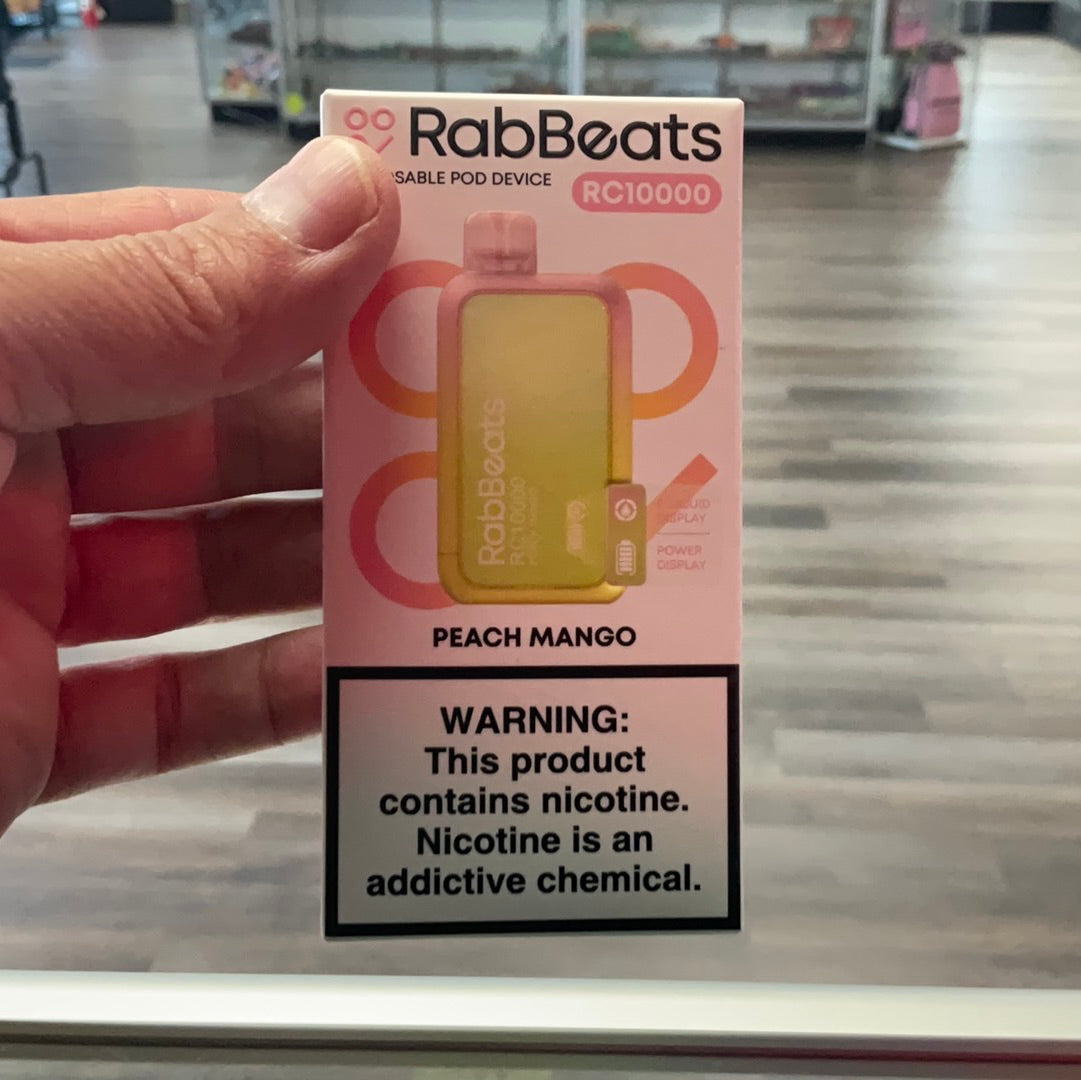 RabBeats
SABLE POD DEVICE
RC10000
RabBeats
RC10000
DISPLAY
POWER
DISPLAY
PEACH MANGO
WARNING:
This product
contains nicotine.
Nicotine is an
addictive chemical.